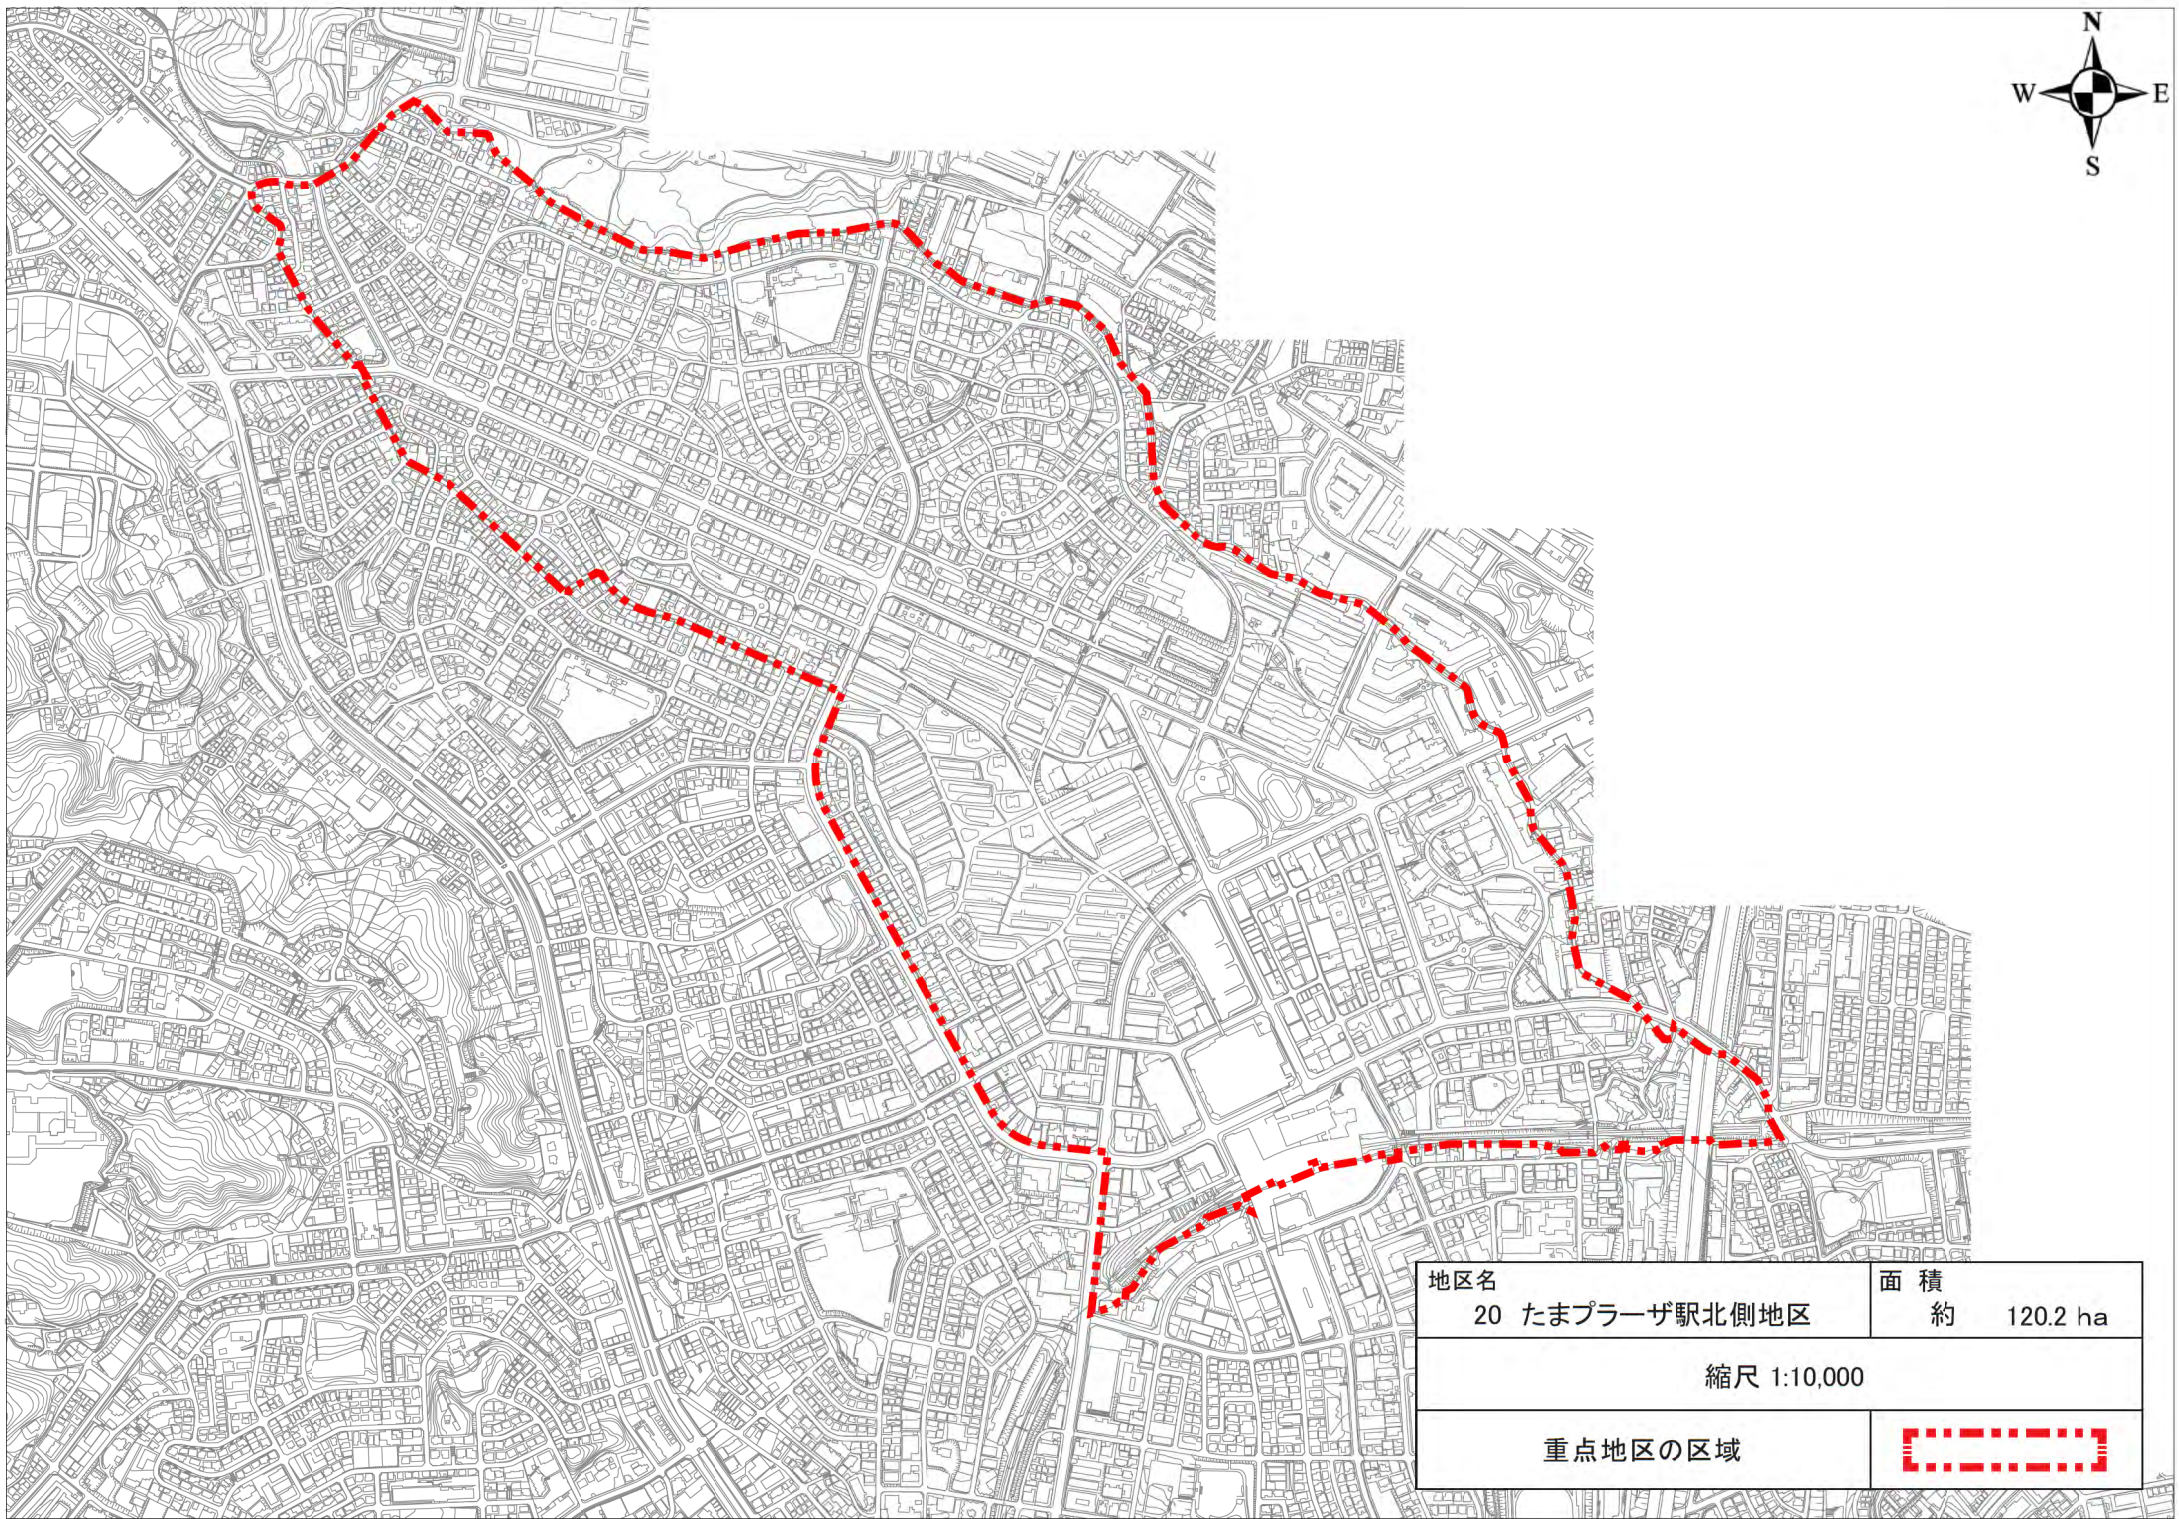 N
W E
S
地区名
20 たまプラーザ駅北側地区
面 積
約 120.2 ha
縮尺 1:10,000
重点地区の区域